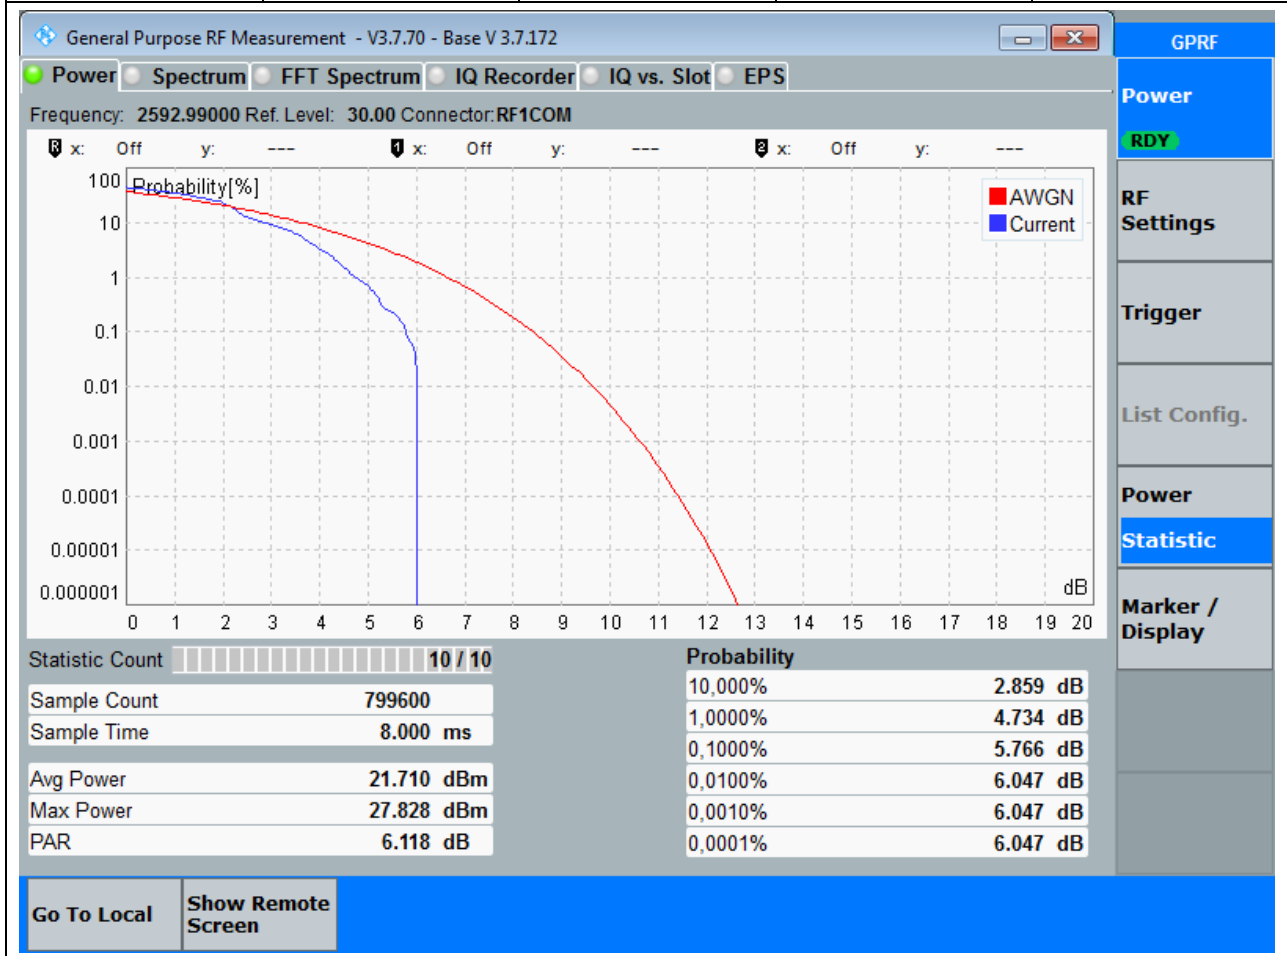 General Purpose RF Measurement - V3.7.70 - Base V 3.7.172
GPRF
Power Spectrum FFT Spectrum IQ Recorder IQ vs. Slot EPS
Frequency: 2592.99000 Ref. Level: 30.00 Connector: RF1COM
R x: Off y: --- 1 x: Off y: --- 2 x: Off y: ---
Probability[%]
AWGN
Current
100
10
1
0.1
0.01
0.001
0.0001
0.00001
0.000001
dB
0 1 2 3 4 5 6 7 8 9 10 11 12 13 14 15 16 17 18 19 20
Statistic Count 10 / 10
Sample Count 799600
Sample Time 8.000 ms
Avg Power 21.710 dBm
Max Power 27.828 dBm
PAR 6.118 dB
Probability
10,000% 2.859 dB
1,0000% 4.734 dB
0,1000% 5.766 dB
0,0100% 6.047 dB
0,0010% 6.047 dB
0,0001% 6.047 dB
Power
RDY
RF
Settings
Trigger
List Config.
Power
Statistic
Marker /
Display
Go To Local
Show Remote
Screen